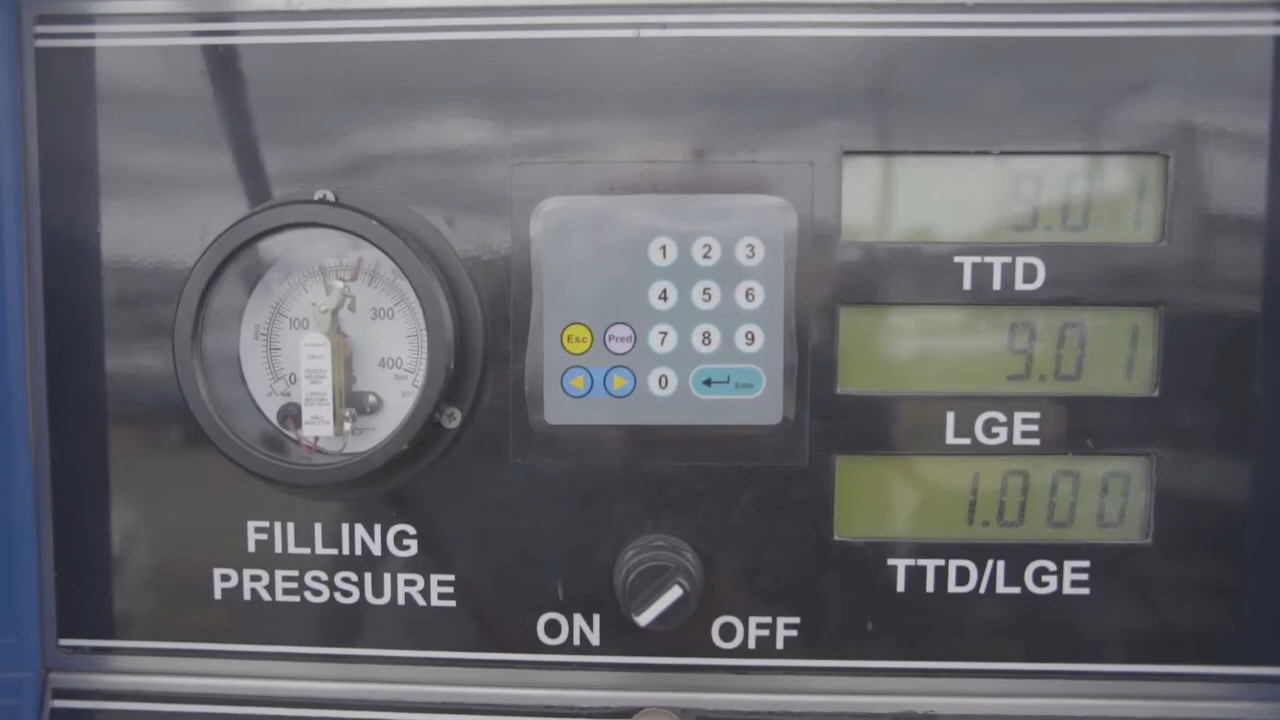 9.01
TTD
9.01
LGE
1.000
TTD/LGE
1 2 3
4 5 6
Esc Pred 7 8 9
0 Enter
0 100 300 400
bar
psi
FILLING
PRESSURE
ON OFF